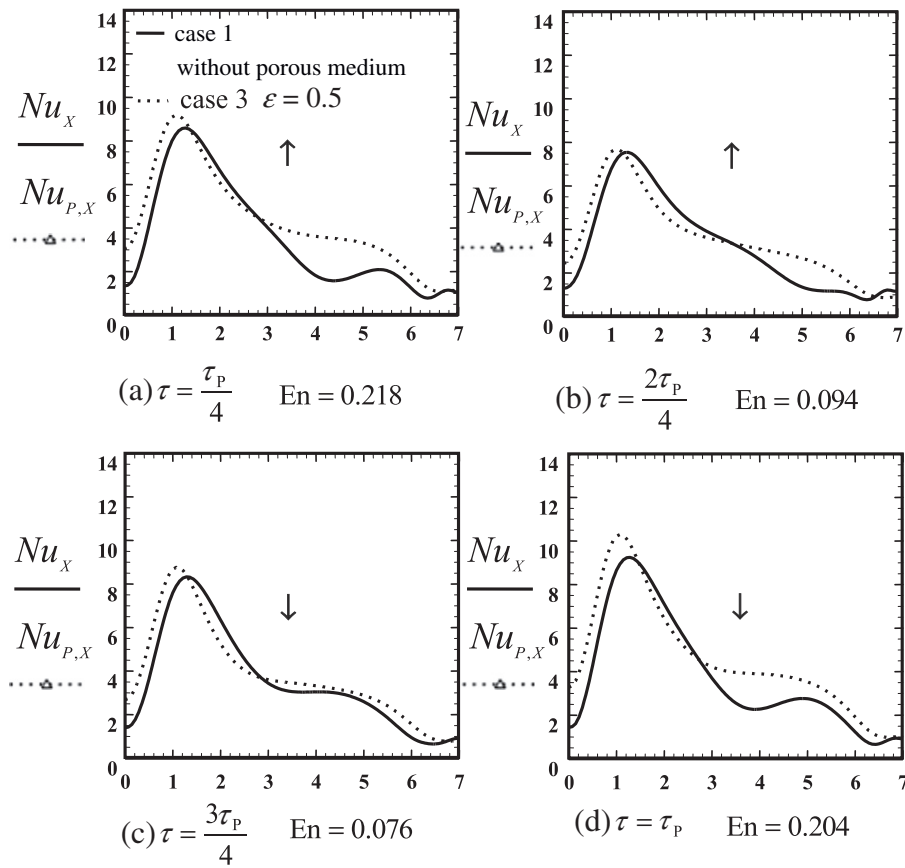 14
12
10
8
6
4
2
0
0 1 2 3 4 5 6 7
case 1
without porous medium
case 3 ε = 0.5
↑
Nu_X
Nu_{P,X}
(a) τ = τ_P/4 En = 0.218
14
12
10
8
6
4
2
0
0 1 2 3 4 5 6 7
↑
Nu_X
Nu_{P,X}
(b) τ = 2τ_P/4 En = 0.094
14
12
10
8
6
4
2
0
0 1 2 3 4 5 6 7
↓
Nu_X
Nu_{P,X}
(c) τ = 3τ_P/4 En = 0.076
14
12
10
8
6
4
2
0
0 1 2 3 4 5 6 7
↓
Nu_X
Nu_{P,X}
(d) τ = τ_P En = 0.204